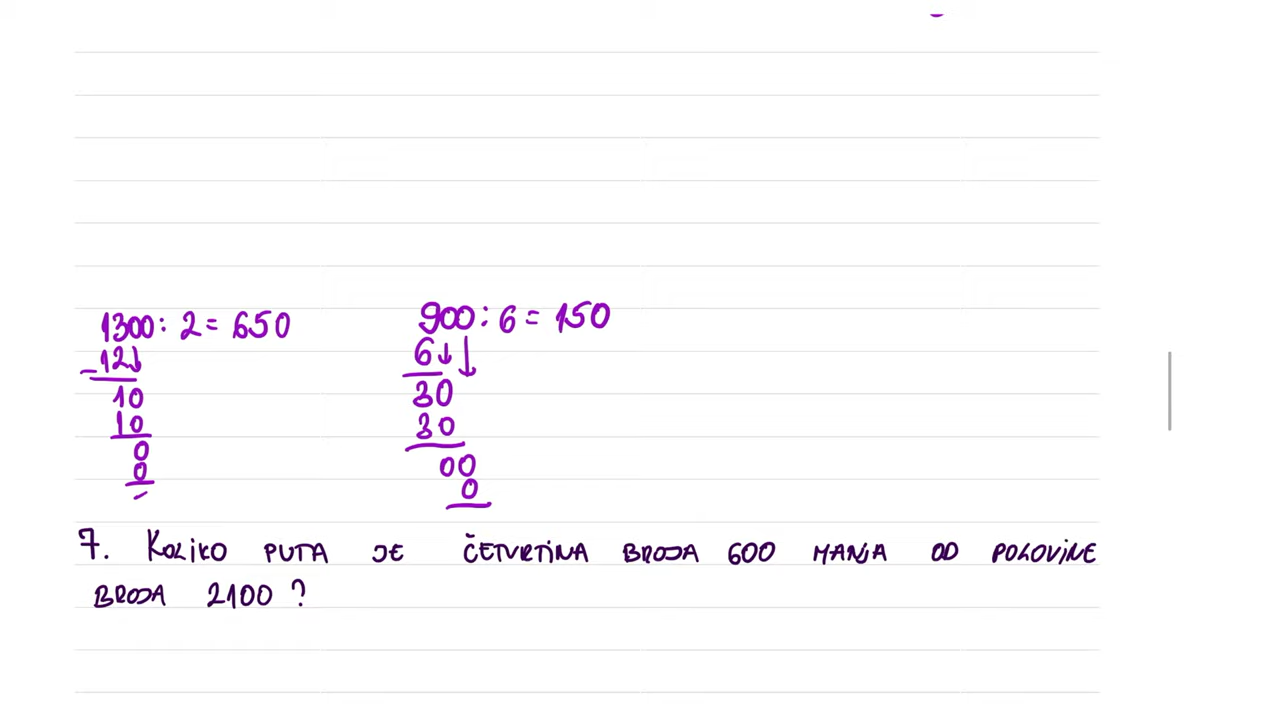 1300 : 2 = 650
-12
10
10
0
0
900 : 6 = 150
6
30
30
00
0
7. KOLIKO PUTA JE ČETVRTINA BROJA 600 MANJA OD POLOVINE
BROJA 2100 ?